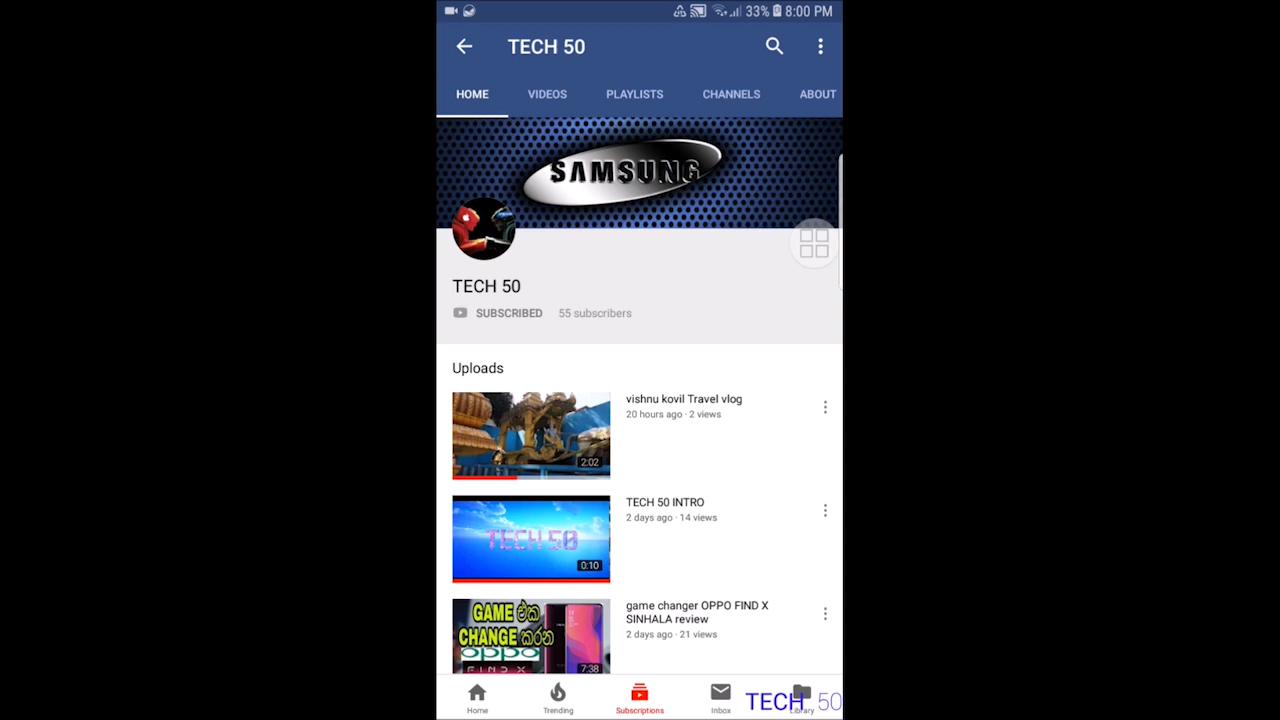 33% 8:00 PM
TECH 50
HOME VIDEOS PLAYLISTS CHANNELS ABOUT
SAMSUNG
TECH 50
SUBSCRIBED 55 subscribers
Uploads
vishnu kovil Travel vlog
20 hours ago · 2 views
2:02
TECH 50 INTRO
2 days ago · 14 views
TECH 50
0:10
game changer OPPO FIND X
SINHALA review
2 days ago · 21 views
GAME එක
CHANGE කරන
oppo
FIND X
7:38
Home Trending Subscriptions Inbox Library
TECH 50